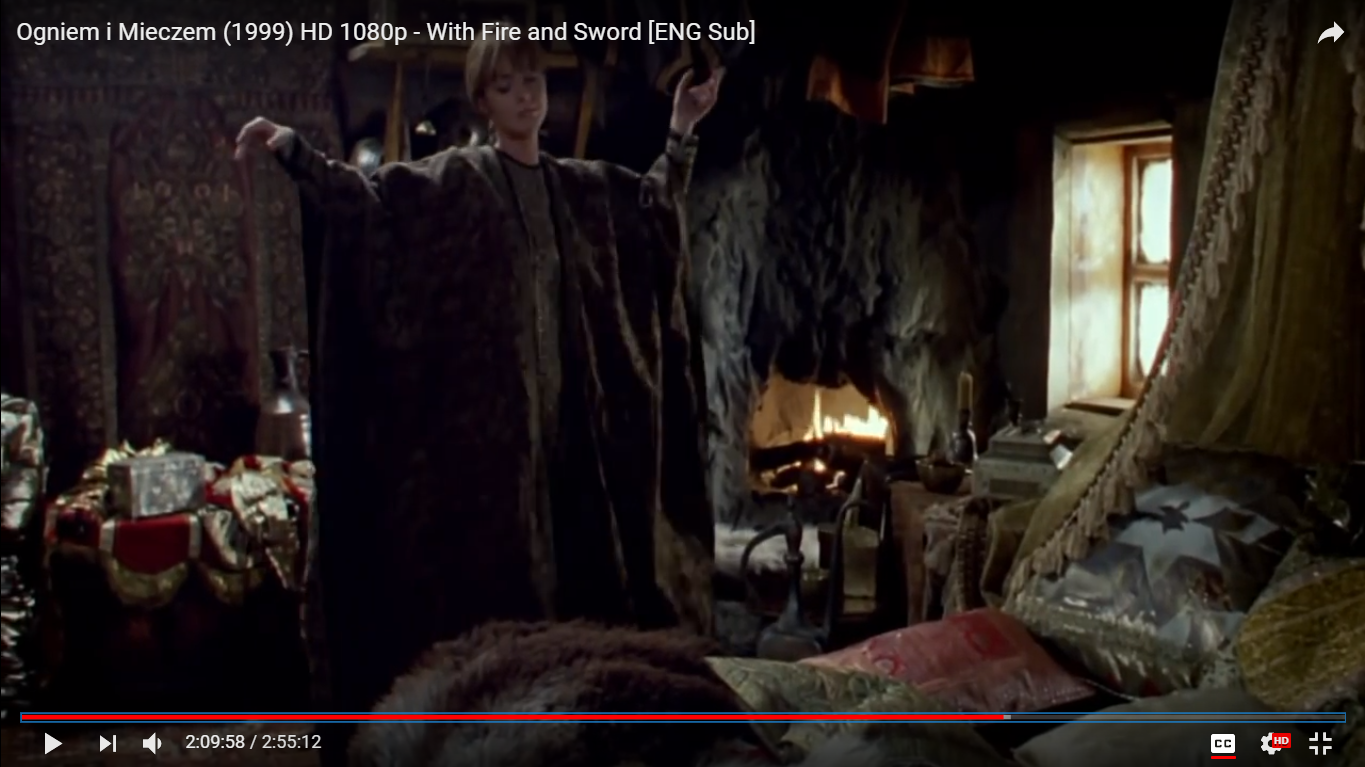 Ogniem i Mieczem (1999) HD 1080p - With Fire and Sword [ENG Sub]
2:09:58 / 2:55:12
CC
HD